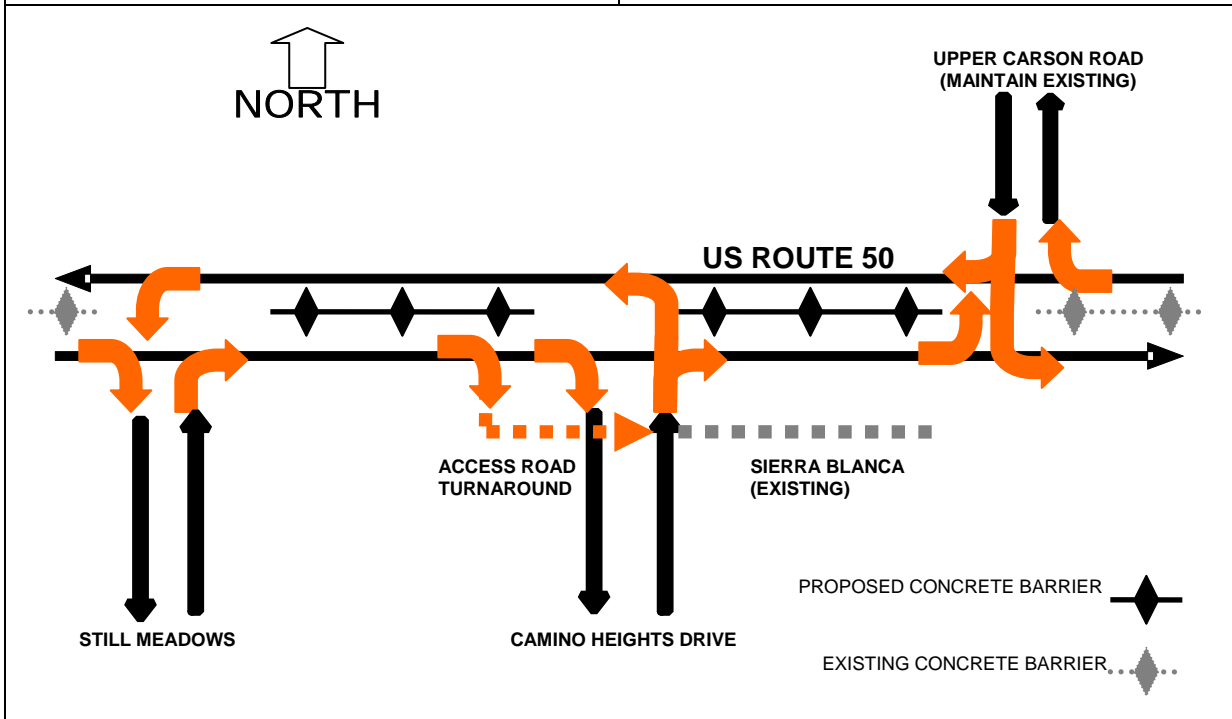 NORTH
UPPER CARSON ROAD
(MAINTAIN EXISTING)
US ROUTE 50
ACCESS ROAD
TURNAROUND
SIERRA BLANCA
(EXISTING)
STILL MEADOWS
CAMINO HEIGHTS DRIVE
PROPOSED CONCRETE BARRIER
EXISTING CONCRETE BARRIER